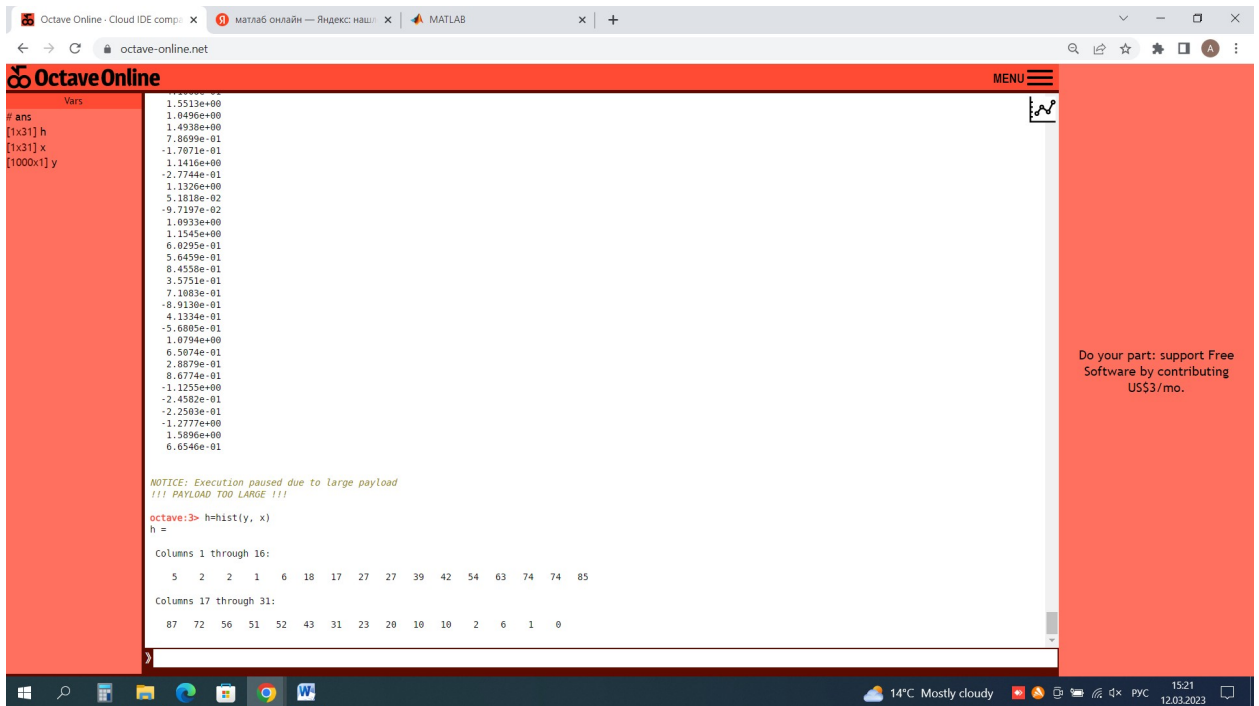 Octave Online · Cloud IDE compa
матлаб онлайн — Яндекс: нашл
MATLAB
octave-online.net
A
Octave Online
MENU
Vars
# ans
[1x31] h
[1x31] x
[1000x1] y
1.5513e+00
1.0496e+00
1.4938e+00
7.8699e-01
-1.7071e-01
1.1416e+00
-2.7744e-01
1.1326e+00
5.1818e-02
-9.7197e-02
1.0933e+00
1.1545e+00
6.0295e-01
5.6459e-01
8.4558e-01
3.5751e-01
7.1083e-01
-8.9130e-01
4.1334e-01
-5.6805e-01
1.0794e+00
6.5074e-01
2.8879e-01
8.6774e-01
-1.1255e+00
-2.4582e-01
-2.2503e-01
-1.2777e+00
1.5896e+00
6.6546e-01
NOTICE: Execution paused due to large payload
!!! PAYLOAD TOO LARGE !!!
octave:3> h=hist(y, x)
h =
Columns 1 through 16:
5 2 2 1 6 18 17 27 27 39 42 54 63 74 74 85
Columns 17 through 31:
87 72 56 51 52 43 31 23 20 10 10 2 6 1 0
Do your part: support Free
Software by contributing
US$3/mo.
14°C Mostly cloudy
РУС
15:21
12.03.2023